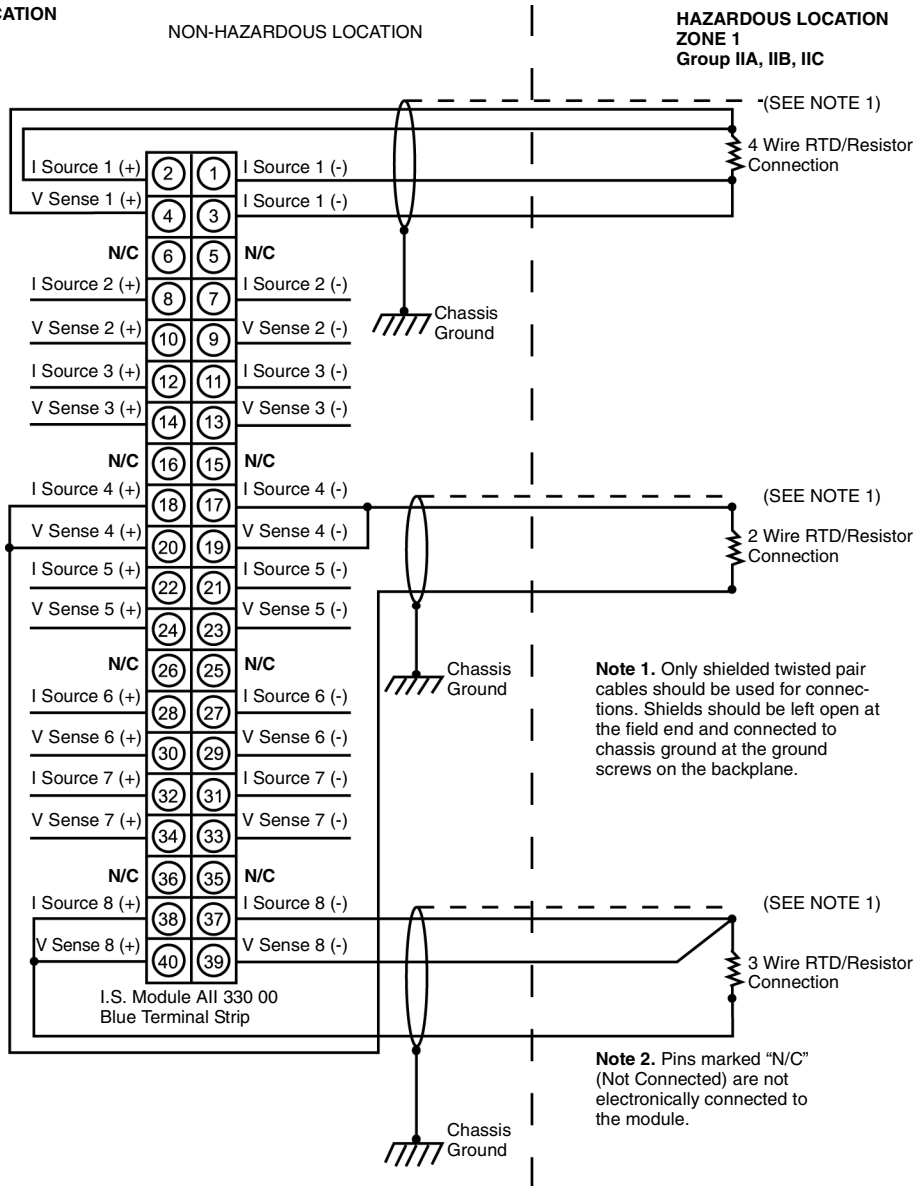 CATION
NON-HAZARDOUS LOCATION
HAZARDOUS LOCATION
ZONE 1
Group IIA, IIB, IIC
(SEE NOTE 1)
4 Wire RTD/Resistor
Connection
I Source 1 (+) 2 1 I Source 1 (-)
V Sense 1 (+) 4 3 I Source 1 (-)
N/C 6 5 N/C
I Source 2 (+) 8 7 I Source 2 (-)
V Sense 2 (+) 10 9 V Sense 2 (-)
Chassis
Ground
I Source 3 (+) 12 11 I Source 3 (-)
V Sense 3 (+) 14 13 V Sense 3 (-)
N/C 16 15 N/C
I Source 4 (+) 18 17 I Source 4 (-)
(SEE NOTE 1)
V Sense 4 (+) 20 19 V Sense 4 (-)
2 Wire RTD/Resistor
Connection
I Source 5 (+) 22 21 I Source 5 (-)
V Sense 5 (+) 24 23 V Sense 5 (-)
N/C 26 25 N/C
Chassis
Ground
I Source 6 (+) 28 27 I Source 6 (-)
V Sense 6 (+) 30 29 V Sense 6 (-)
I Source 7 (+) 32 31 I Source 7 (-)
V Sense 7 (+) 34 33 V Sense 7 (-)
Note 1. Only shielded twisted pair
cables should be used for connec-
tions. Shields should be left open at
the field end and connected to
chassis ground at the ground
screws on the backplane.
N/C 36 35 N/C
I Source 8 (+) 38 37 I Source 8 (-)
(SEE NOTE 1)
V Sense 8 (+) 40 39 V Sense 8 (-)
3 Wire RTD/Resistor
Connection
I.S. Module AII 330 00
Blue Terminal Strip
Note 2. Pins marked “N/C”
(Not Connected) are not
electronically connected to
the module.
Chassis
Ground